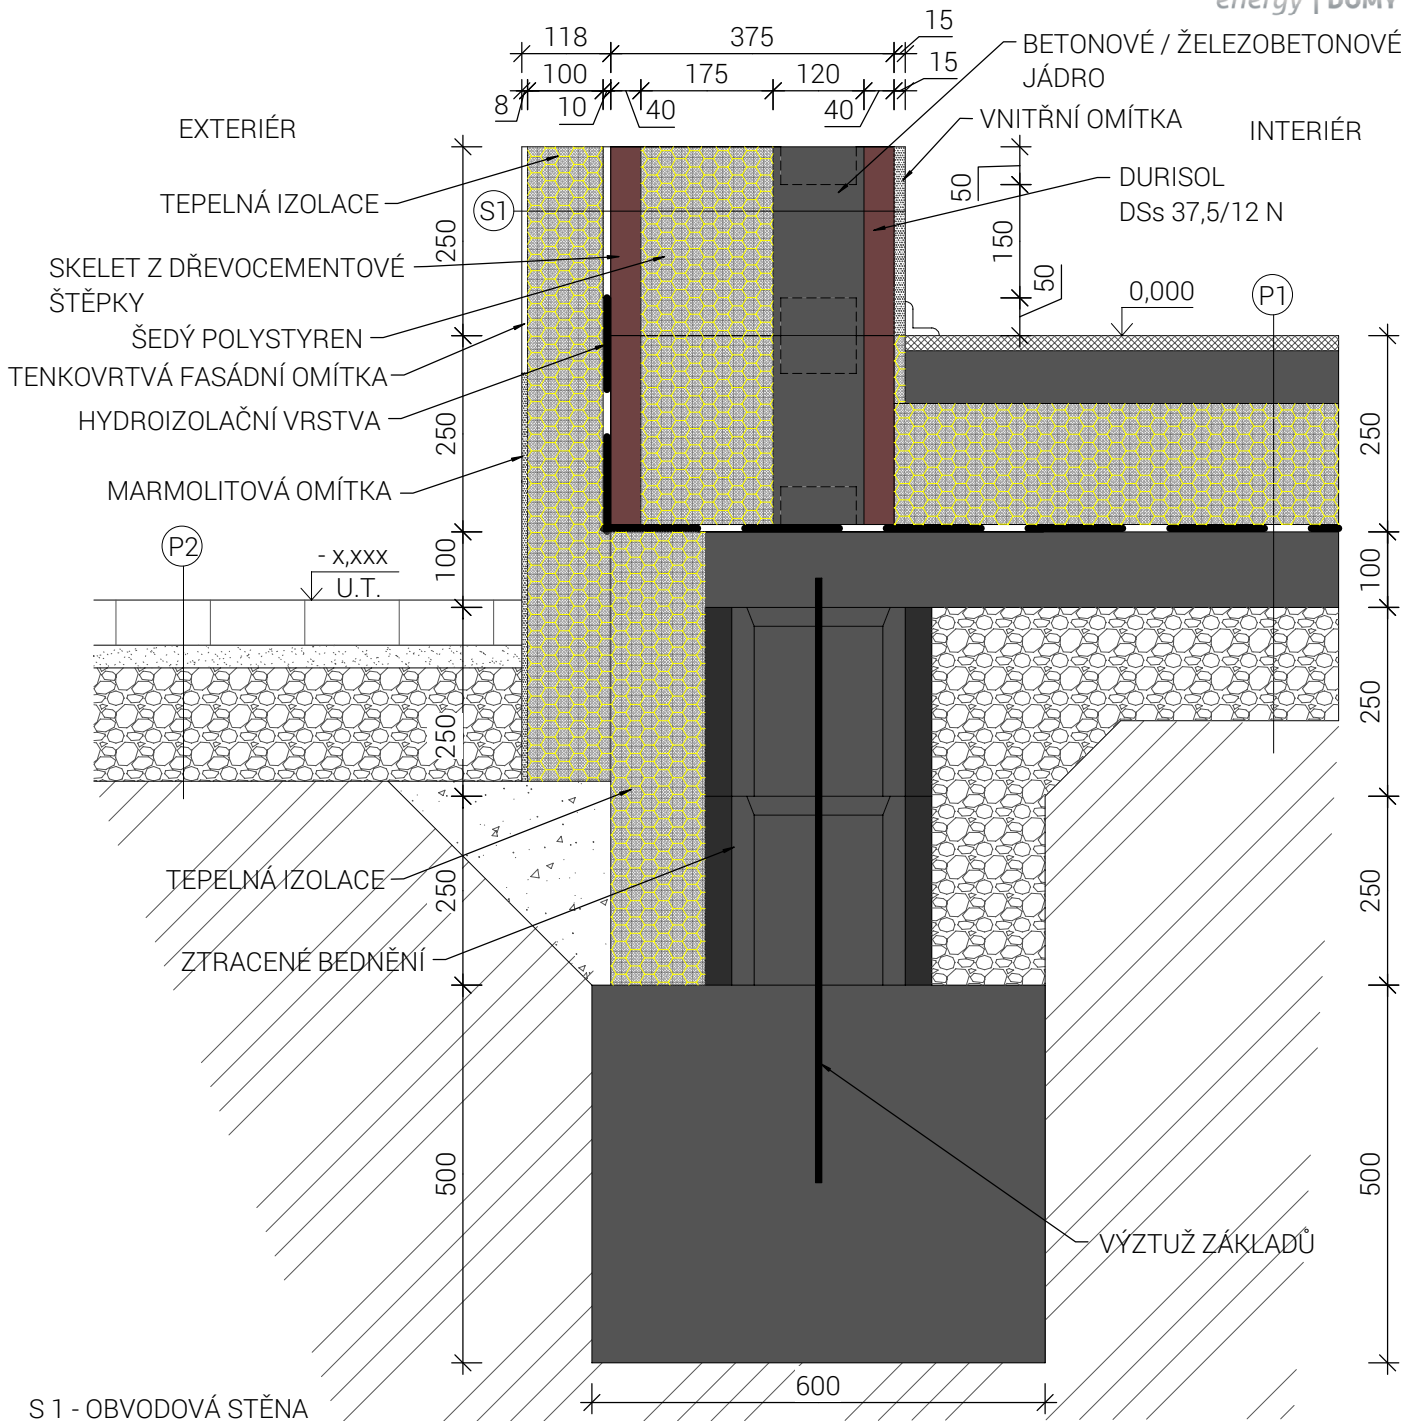 energy | DOMY
118
375
15
BETONOVÉ / ŽELEZOBETONOVÉ
JÁDRO
100
175
120
15
8
10
40
40
VNITŘNÍ OMÍTKA
EXTERIÉR
INTERIÉR
DURISOL
DSs 37,5/12 N
TEPELNÁ IZOLACE
S1
50
250
150
SKELET Z DŘEVOCEMENTOVÉ
ŠTĚPKY
50
0,000
P1
ŠEDÝ POLYSTYREN
TENKOVRTVÁ FASÁDNÍ OMÍTKA
HYDROIZOLAČNÍ VRSTVA
250
250
MARMOLITOVÁ OMÍTKA
P2
- x,xxx
U.T.
100
100
250
250
TEPELNÁ IZOLACE
250
250
ZTRACENÉ BEDNĚNÍ
500
500
VÝZTUŽ ZÁKLADŮ
600
S 1 - OBVODOVÁ STĚNA